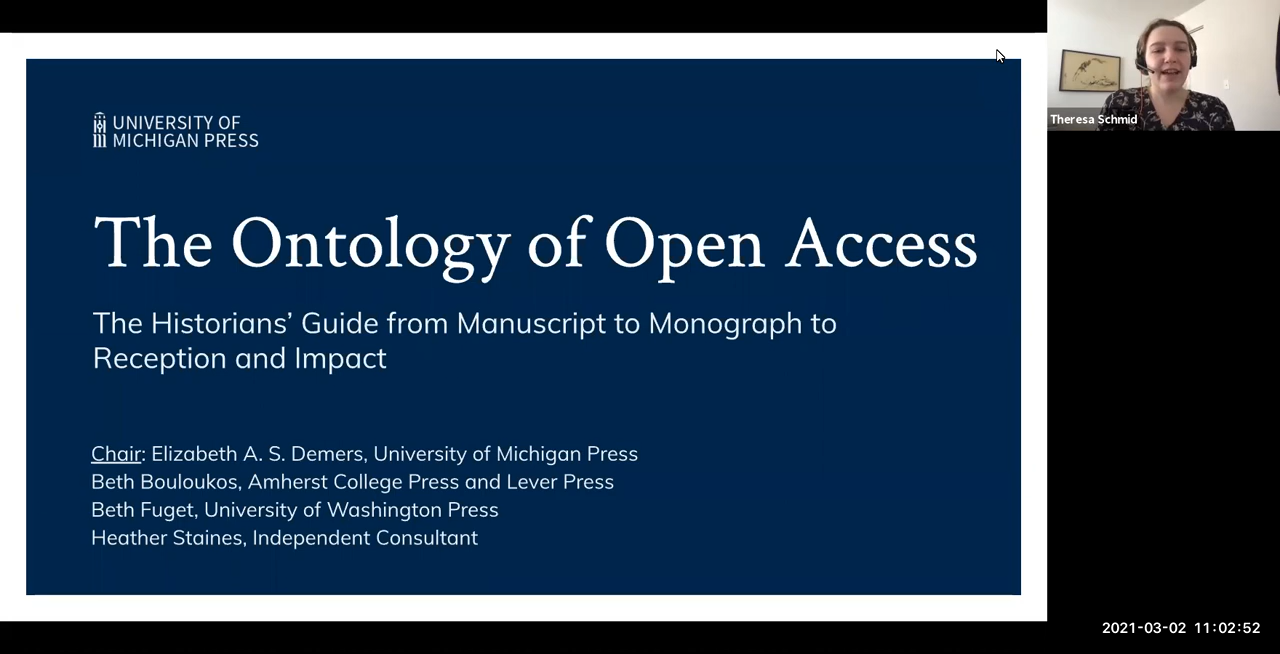 UNIVERSITY OF
MICHIGAN PRESS
The Ontology of Open Access
The Historians’ Guide from Manuscript to Monograph to
Reception and Impact
Chair: Elizabeth A. S. Demers, University of Michigan Press
Beth Bouloukos, Amherst College Press and Lever Press
Beth Fuget, University of Washington Press
Heather Staines, Independent Consultant
Theresa Schmid
2021-03-02 11:02:52